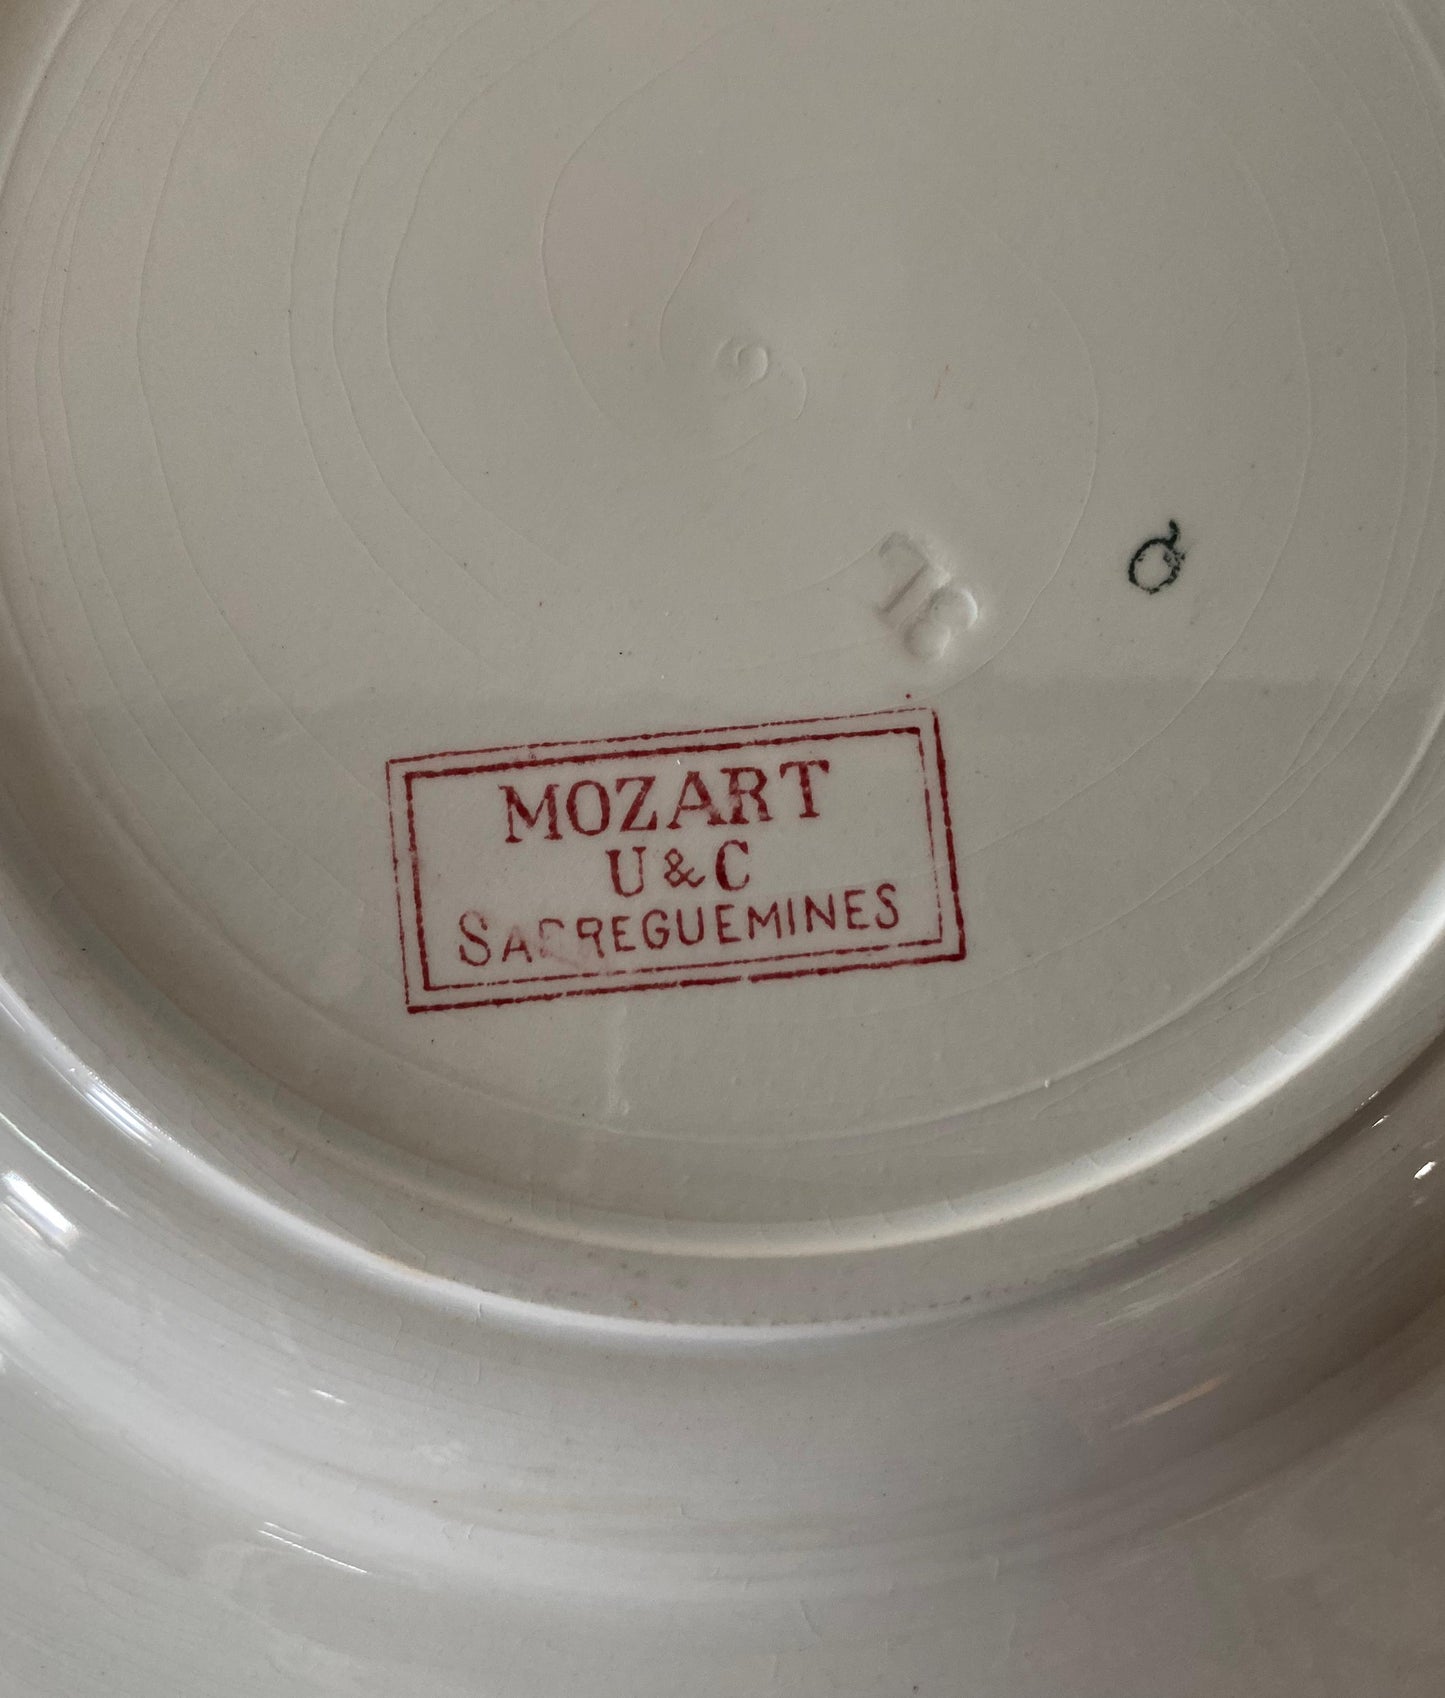 MOZART
U & C
SARREGUEMINES